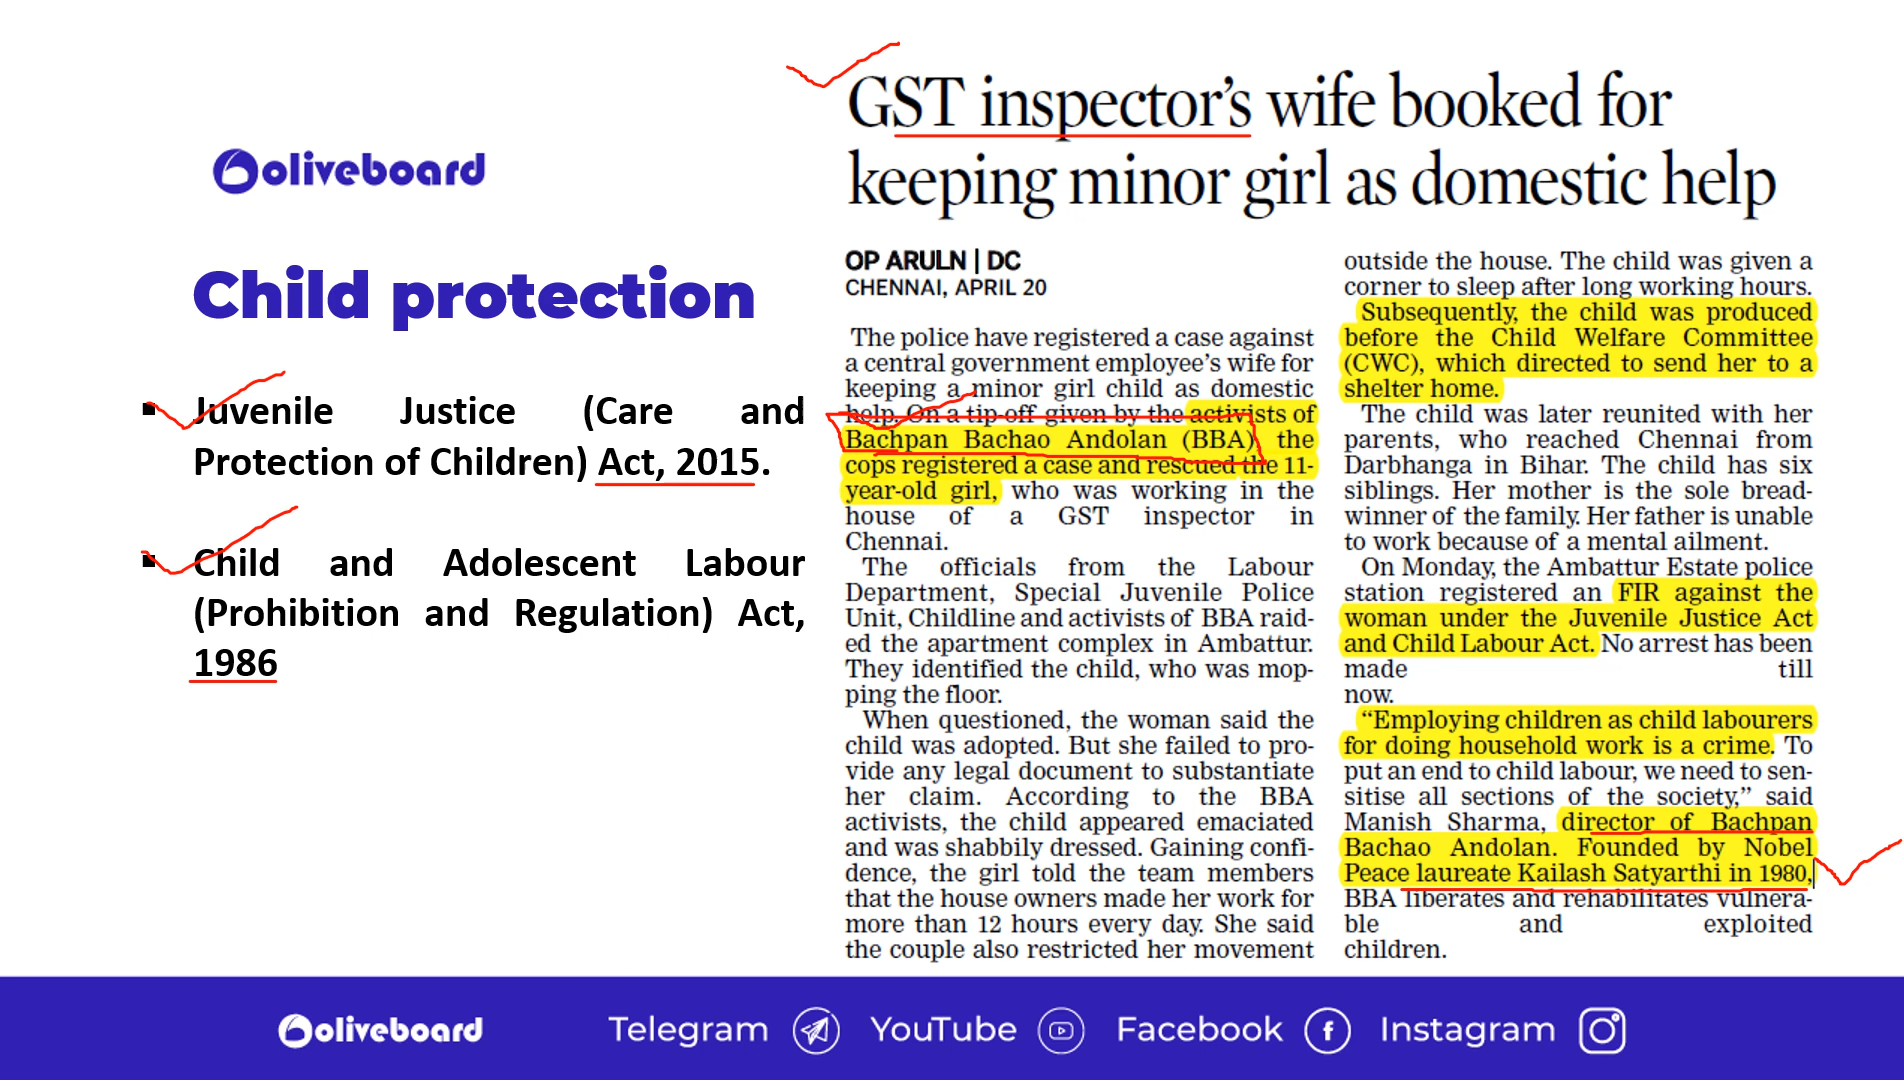 oliveboard
Child protection
Juvenile Justice (Care and
Protection of Children) Act, 2015.
Child and Adolescent Labour
(Prohibition and Regulation) Act,
1986
GST inspector's wife booked for
keeping minor girl as domestic help
OP ARULN | DC
CHENNAI, APRIL 20
The police have registered a case against
a central government employee's wife for
keeping a minor girl child as domestic
help. On a tip-off given by the activists of
Bachpan Bachao Andolan (BBA), the
cops registered a case and rescued the 11-
year-old girl, who was working in the
house of a GST inspector in
Chennai.
The officials from the Labour
Department, Special Juvenile Police
Unit, Childline and activists of BBA raid-
ed the apartment complex in Ambattur.
They identified the child, who was mop-
ping the floor.
When questioned, the woman said the
child was adopted. But she failed to pro-
vide any legal document to substantiate
her claim. According to the BBA
activists, the child appeared emaciated
and was shabbily dressed. Gaining confi-
dence, the girl told the team members
that the house owners made her work for
more than 12 hours every day. She said
the couple also restricted her movement
outside the house. The child was given a
corner to sleep after long working hours.
Subsequently, the child was produced
before the Child Welfare Committee
(CWC), which directed to send her to a
shelter home.
The child was later reunited with her
parents, who reached Chennai from
Darbhanga in Bihar. The child has six
siblings. Her mother is the sole bread-
winner of the family. Her father is unable
to work because of a mental ailment.
On Monday, the Ambattur Estate police
station registered an FIR against the
woman under the Juvenile Justice Act
and Child Labour Act. No arrest has been
made till
now.
"Employing children as child labourers
for doing household work is a crime. To
put an end to child labour, we need to sen-
sitise all sections of the society," said
Manish Sharma, director of Bachpan
Bachao Andolan. Founded by Nobel
Peace laureate Kailash Satyarthi in 1980,
BBA liberates and rehabilitates vulnera-
ble and exploited
children.
oliveboard Telegram YouTube Facebook Instagram